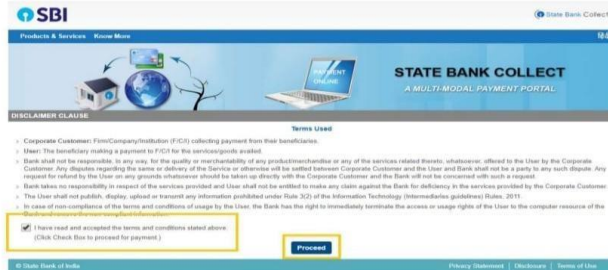 SBI
State Bank Collect
Products & Services Know More
PAYMENT
ONLINE
STATE BANK COLLECT
A MULTI-MODAL PAYMENT PORTAL
DISCLAIMER CLAUSE
Terms Used
Corporate Customer: Firm/Company/Institution (F/C/I) collecting payment from their beneficiaries.
User: The beneficiary making a payment to F/C/I for the services/goods availed.
Bank shall not be responsible, in any way, for the quality or merchantability of any product/merchandise or any of the services related thereto, whatsoever, offered to the User by the Corporate
Customer. Any disputes regarding the same or delivery of the Service or otherwise will be settled between Corporate Customer and the User and Bank shall not be a party to any such dispute. Any
request for refund by the User on any grounds whatsoever should be taken up directly with the Corporate Customer and the Bank will not be concerned with such a request.
Bank takes no responsibility in respect of the services provided and User shall not be entitled to make any claim against the Bank for deficiency in the services provided by the Corporate Customer
The User shall not publish, display, upload or transmit any information prohibited under Rule 3(2) of the Information Technology (Intermediaries guidelines) Rules, 2011.
In case of non-compliance of the terms and conditions of usage by the User, the Bank has the right to immediately terminate the access or usage rights of the User to the computer resource of the
Bank and remove the non-compliant information.
I have read and accepted the terms and conditions stated above.
(Click Check Box to proceed for payment.)
Proceed
© State Bank of India
Privacy Statement | Disclosure | Terms of Use